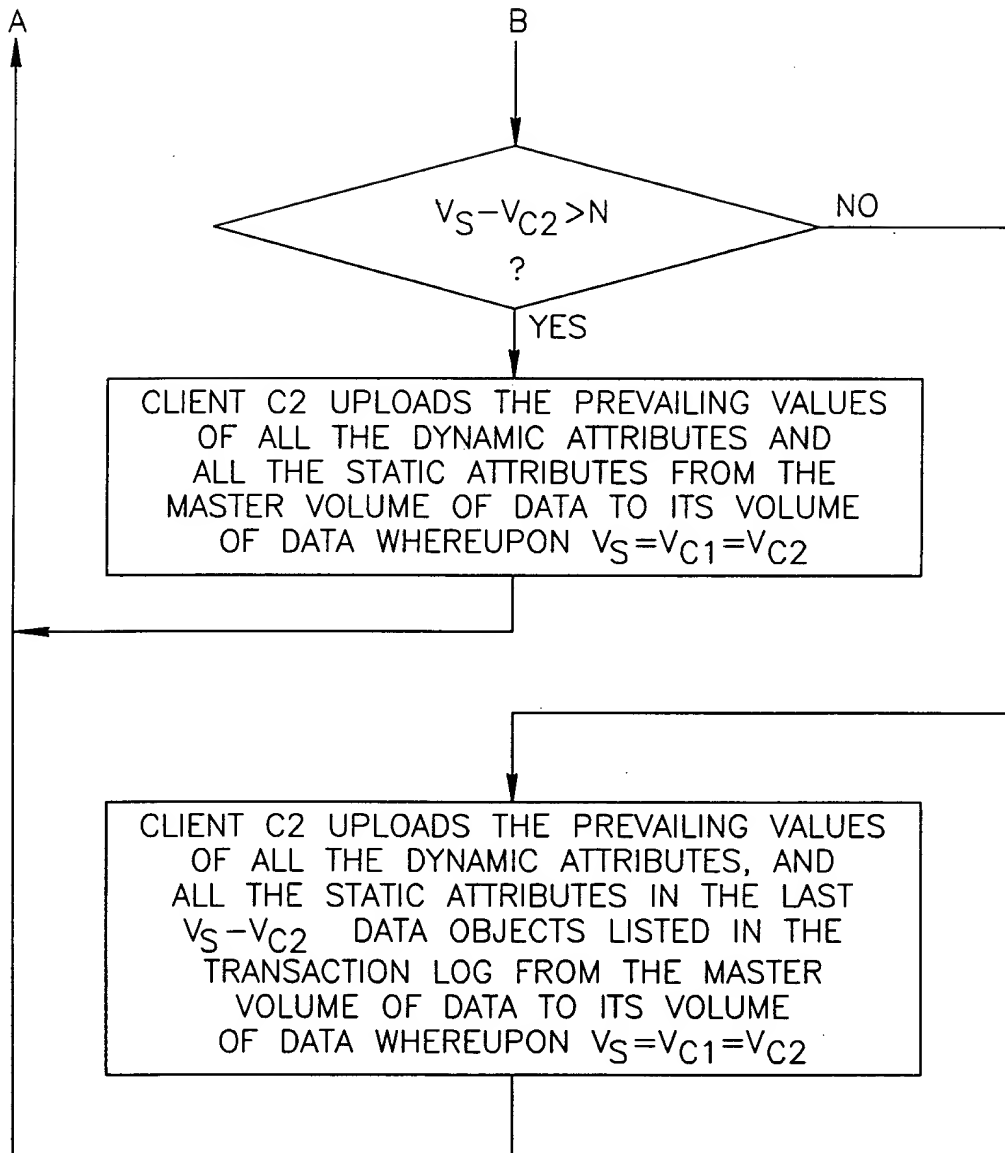 A
B
V_S-V_C2>N
?
NO
YES
CLIENT C2 UPLOADS THE PREVAILING VALUES
OF ALL THE DYNAMIC ATTRIBUTES AND
ALL THE STATIC ATTRIBUTES FROM THE
MASTER VOLUME OF DATA TO ITS VOLUME
OF DATA WHEREUPON V_S=V_C1=V_C2
CLIENT C2 UPLOADS THE PREVAILING VALUES
OF ALL THE DYNAMIC ATTRIBUTES, AND
ALL THE STATIC ATTRIBUTES IN THE LAST
V_S-V_C2 DATA OBJECTS LISTED IN THE
TRANSACTION LOG FROM THE MASTER
VOLUME OF DATA TO ITS VOLUME
OF DATA WHEREUPON V_S=V_C1=V_C2